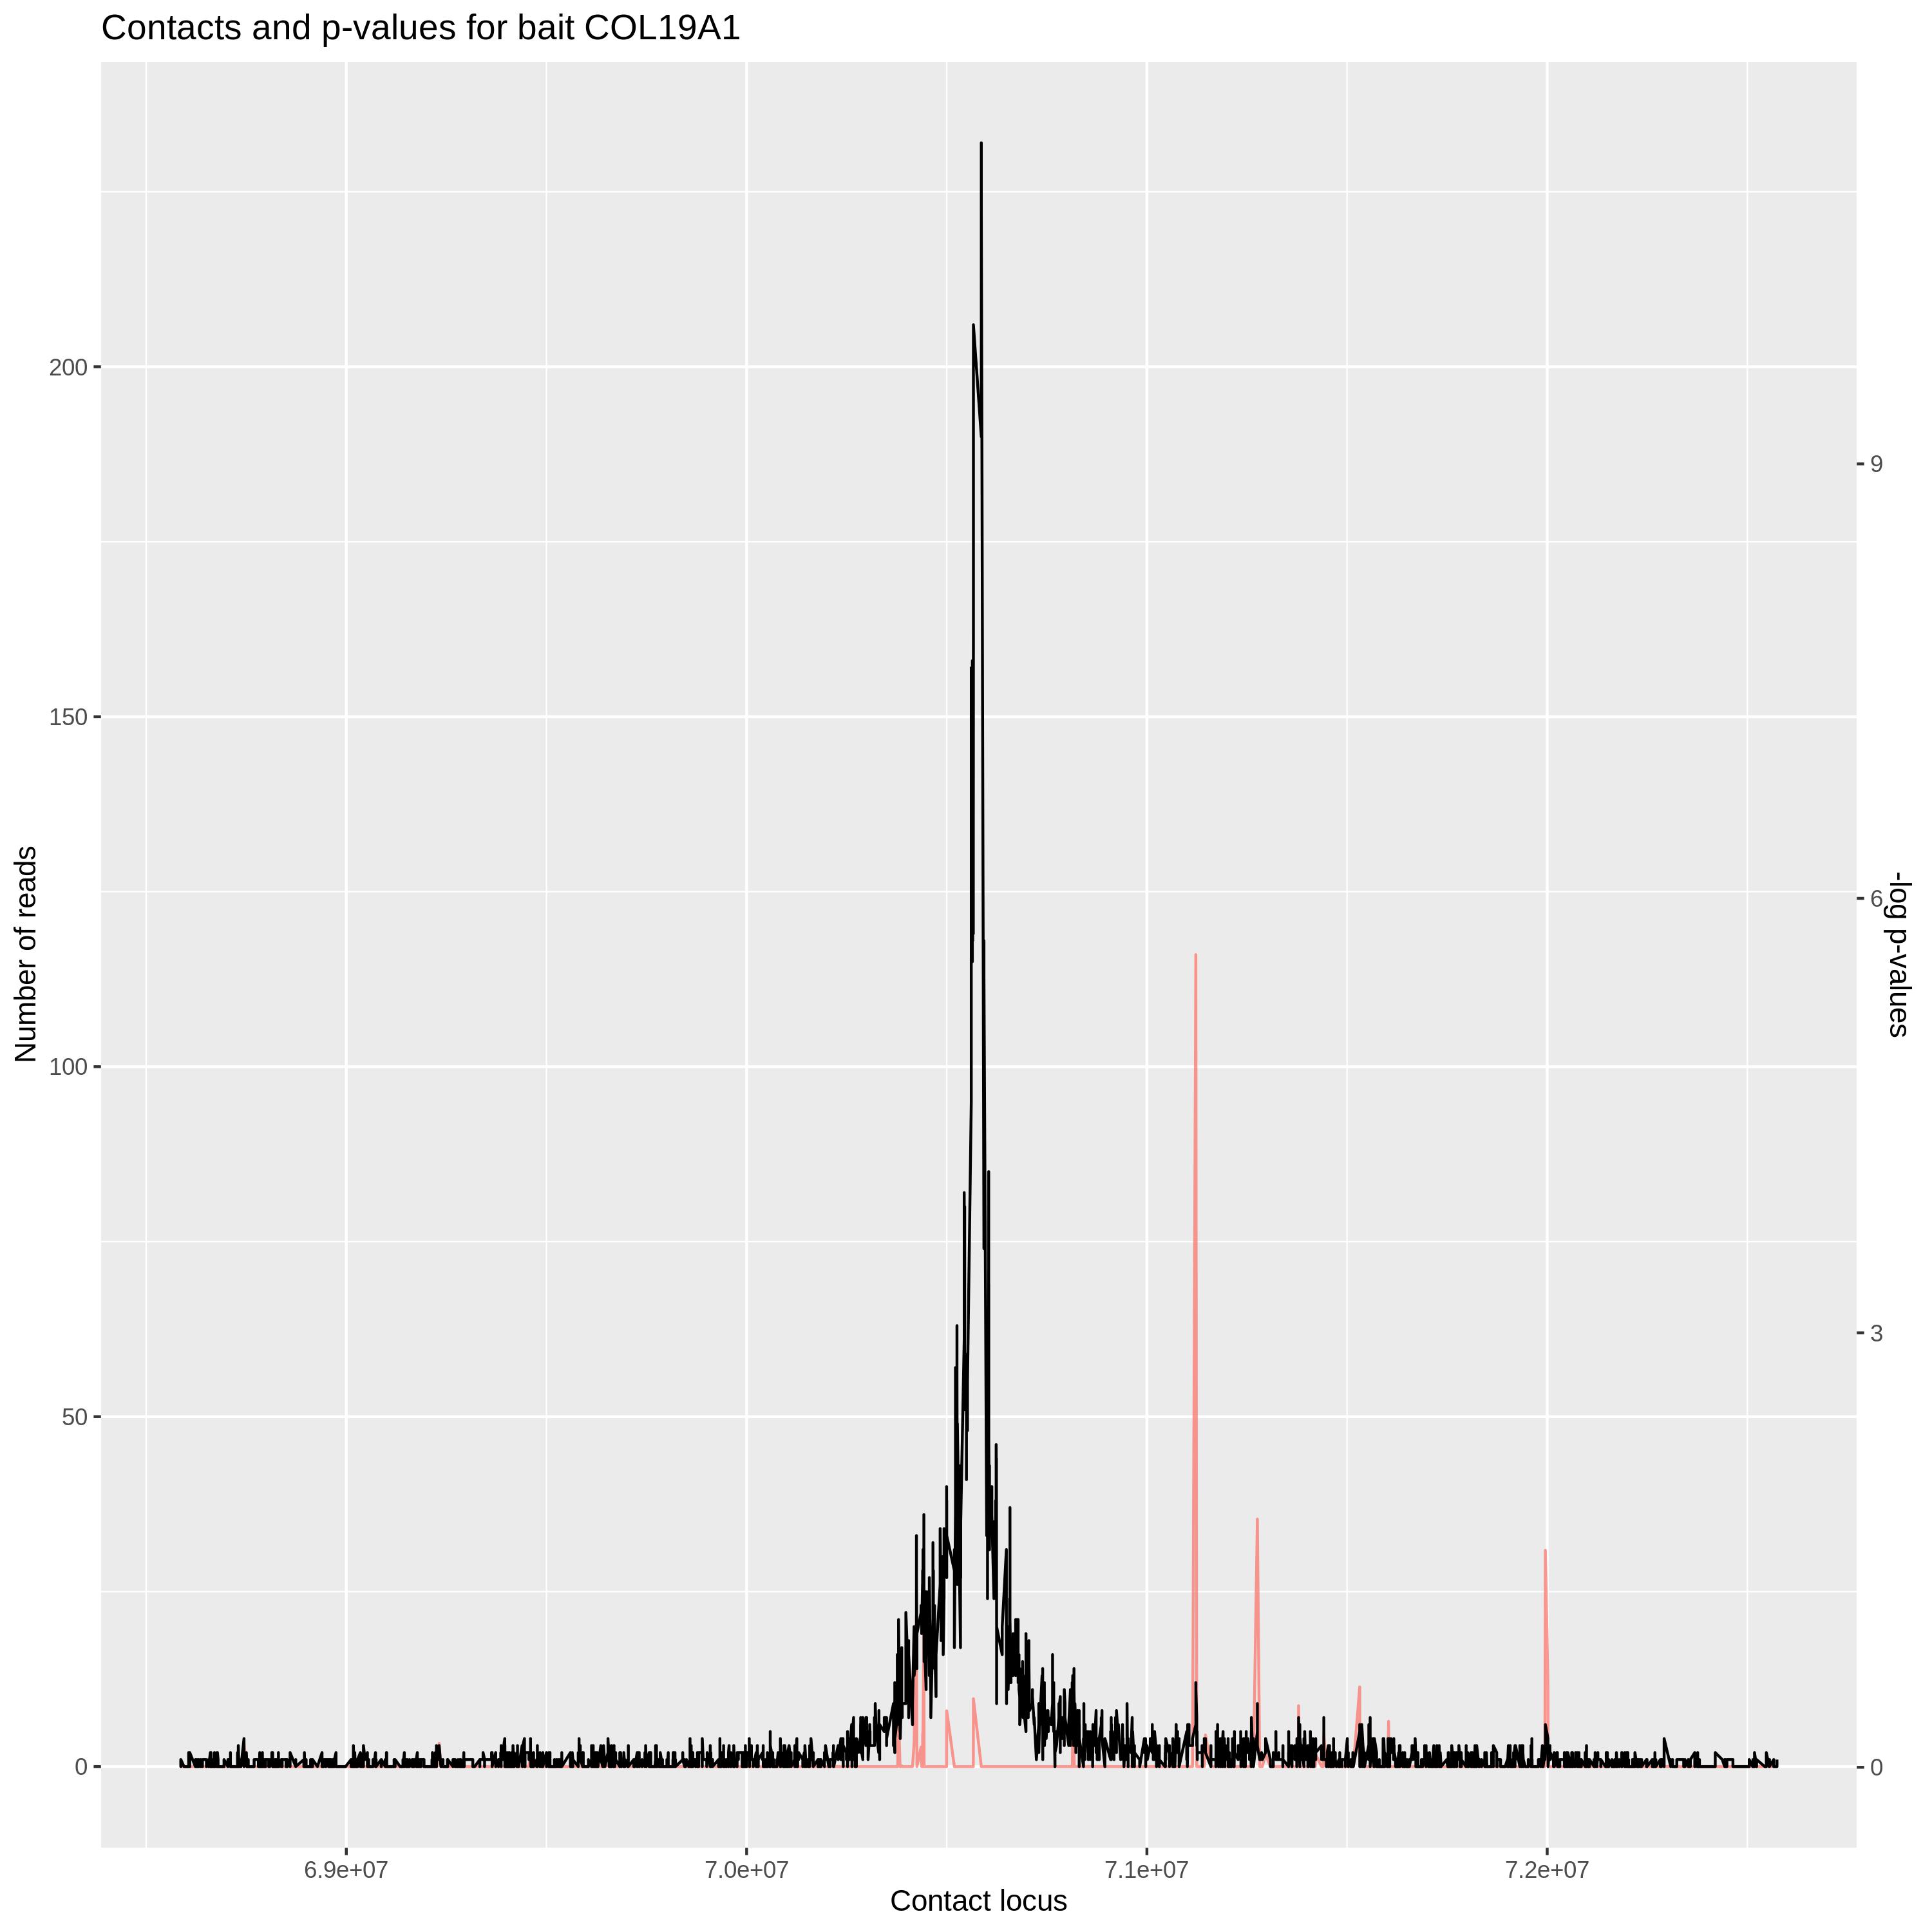 Contacts and p-values for bait COL19A1
200
150
100
50
0
Number of reads
9
6
3
0
-log p-values
6.9e+07
7.0e+07
7.1e+07
7.2e+07
Contact locus